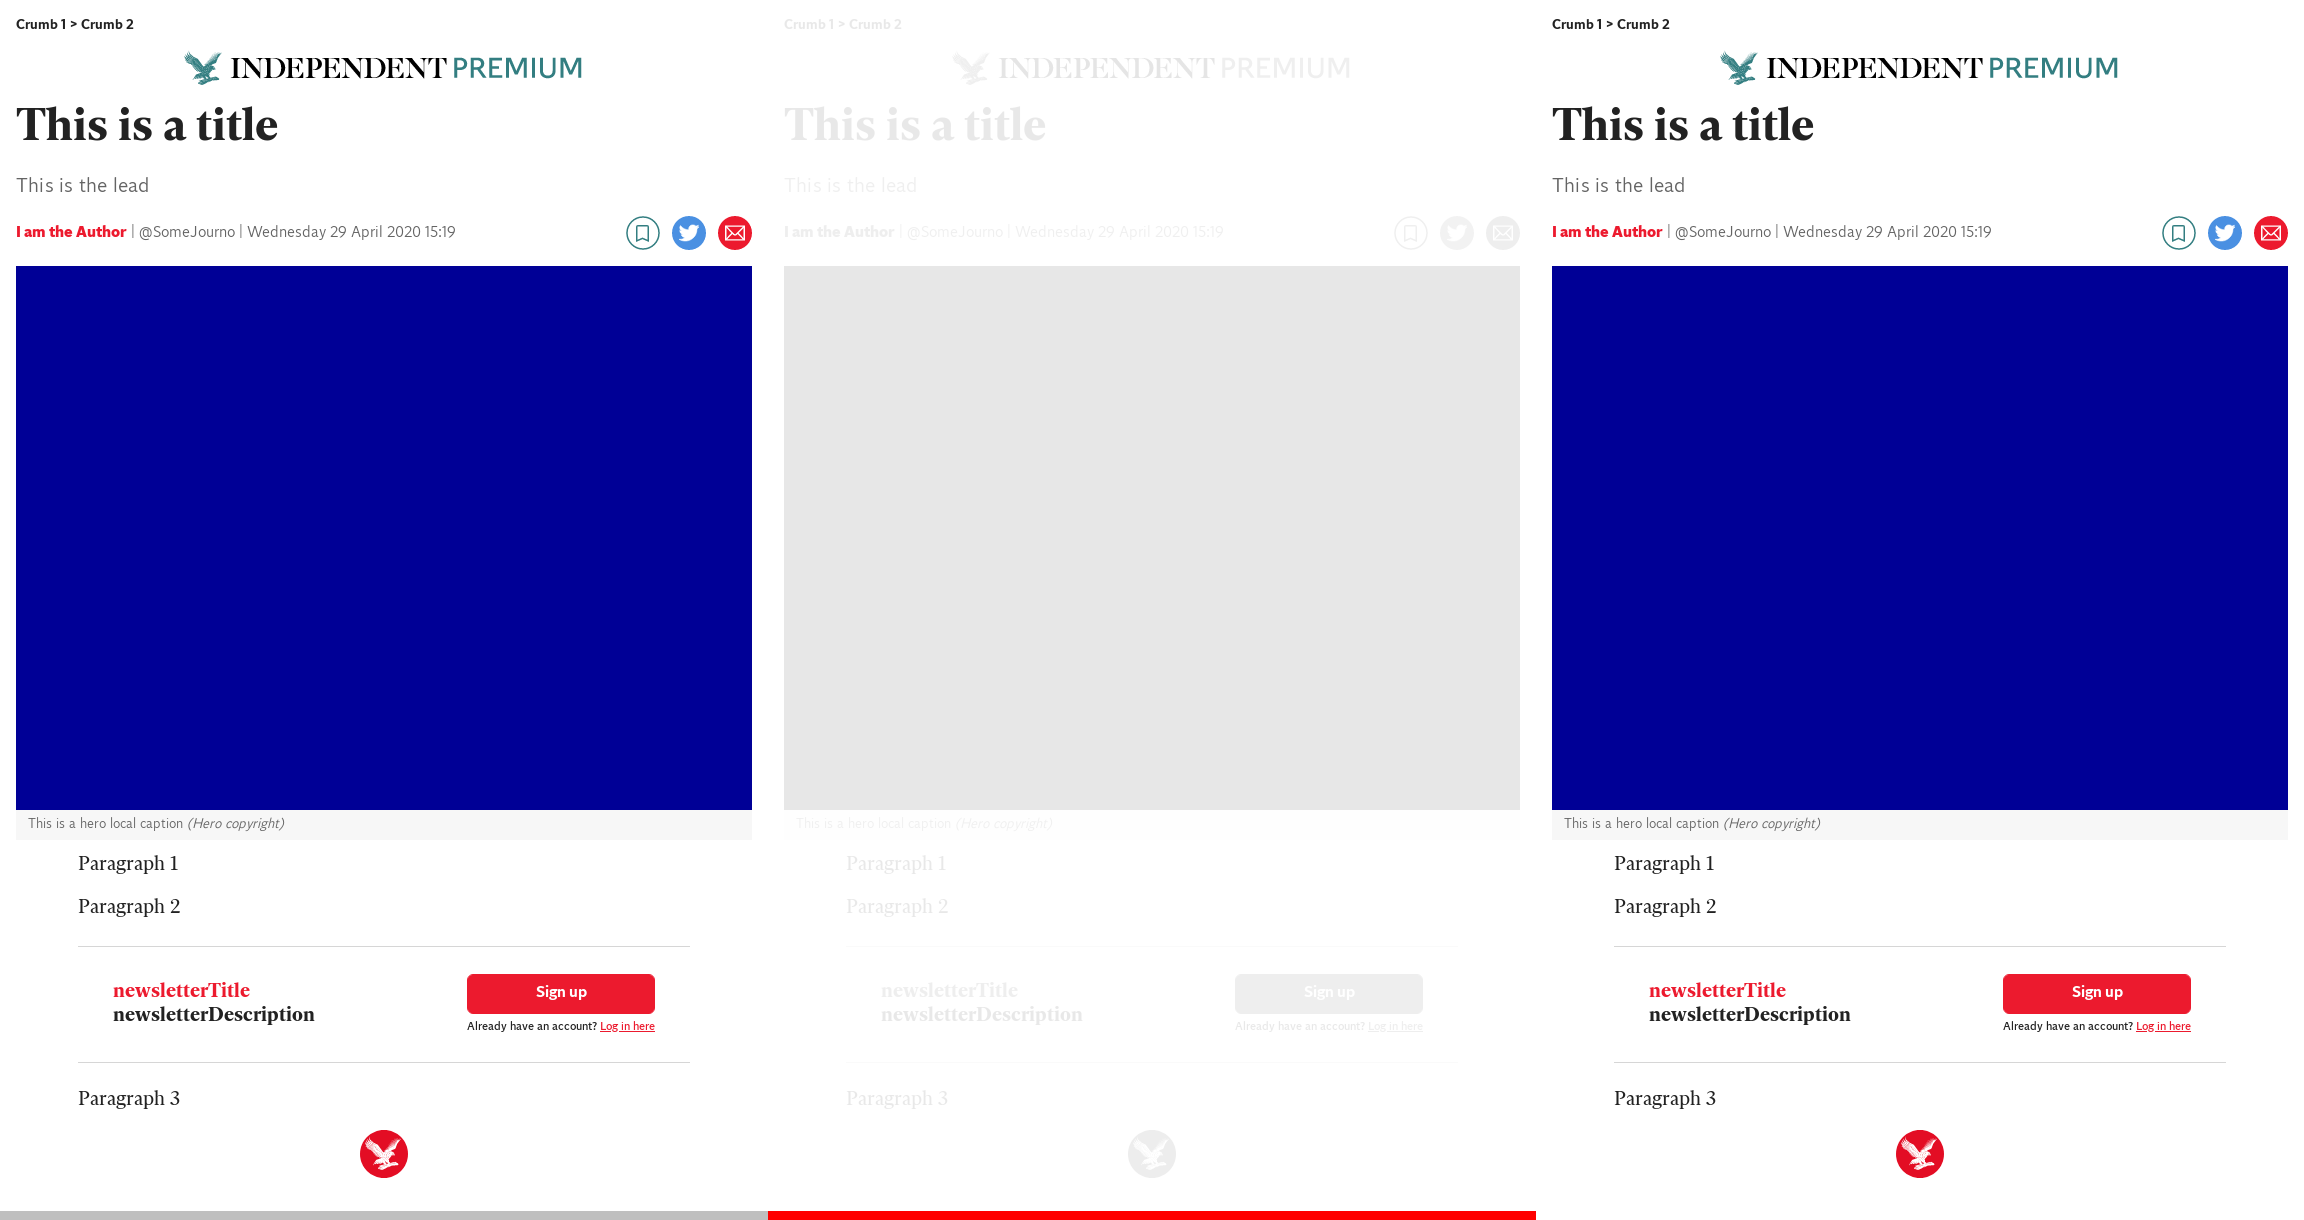 Crumb 1 > Crumb 2
INDEPENDENT PREMIUM
This is a title
This is the lead
I am the Author | @SomeJourno | Wednesday 29 April 2020 15:19
This is a hero local caption (Hero copyright)
Paragraph 1
Paragraph 2
newsletterTitle
newsletterDescription
Sign up
Already have an account? Log in here
Paragraph 3
Crumb 1 > Crumb 2
INDEPENDENT PREMIUM
This is a title
This is the lead
I am the Author | @SomeJourno | Wednesday 29 April 2020 15:19
This is a hero local caption (Hero copyright)
Paragraph 1
Paragraph 2
newsletterTitle
newsletterDescription
Sign up
Already have an account? Log in here
Paragraph 3
Crumb 1 > Crumb 2
INDEPENDENT PREMIUM
This is a title
This is the lead
I am the Author | @SomeJourno | Wednesday 29 April 2020 15:19
This is a hero local caption (Hero copyright)
Paragraph 1
Paragraph 2
newsletterTitle
newsletterDescription
Sign up
Already have an account? Log in here
Paragraph 3